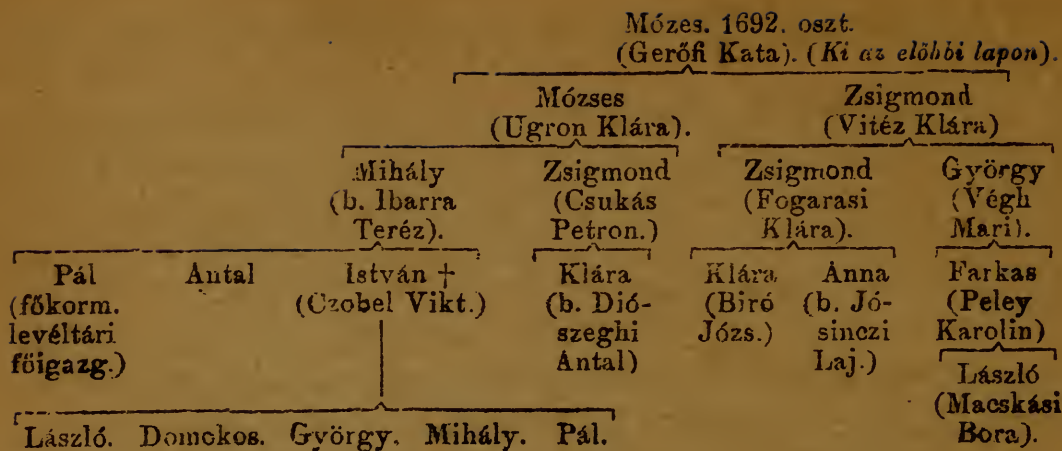 Mózes. 1692. oszt.
(Gerőfi Kata). (Ki az előbbi lapon).
Mózses Zsigmond
(Ugron Klára). (Vitéz Klára)
Mihály Zsigmond Zsigmond György
(b. Ibarra (Csukás (Fogarasi (Végh
Teréz). Petron.) Klára). Mari).
Pál Antal István † Klára Klára Anna Farkas
(főkorm. (Czobel Vikt.) (b. Dió- (Biró (b. Jó- (Peley
levéltári szeghi Józs.) sinczi Karolin)
főigazg.) Antal) Laj.) László
(Macskási
László. Domokos. György. Mihály. Pál. Bora).